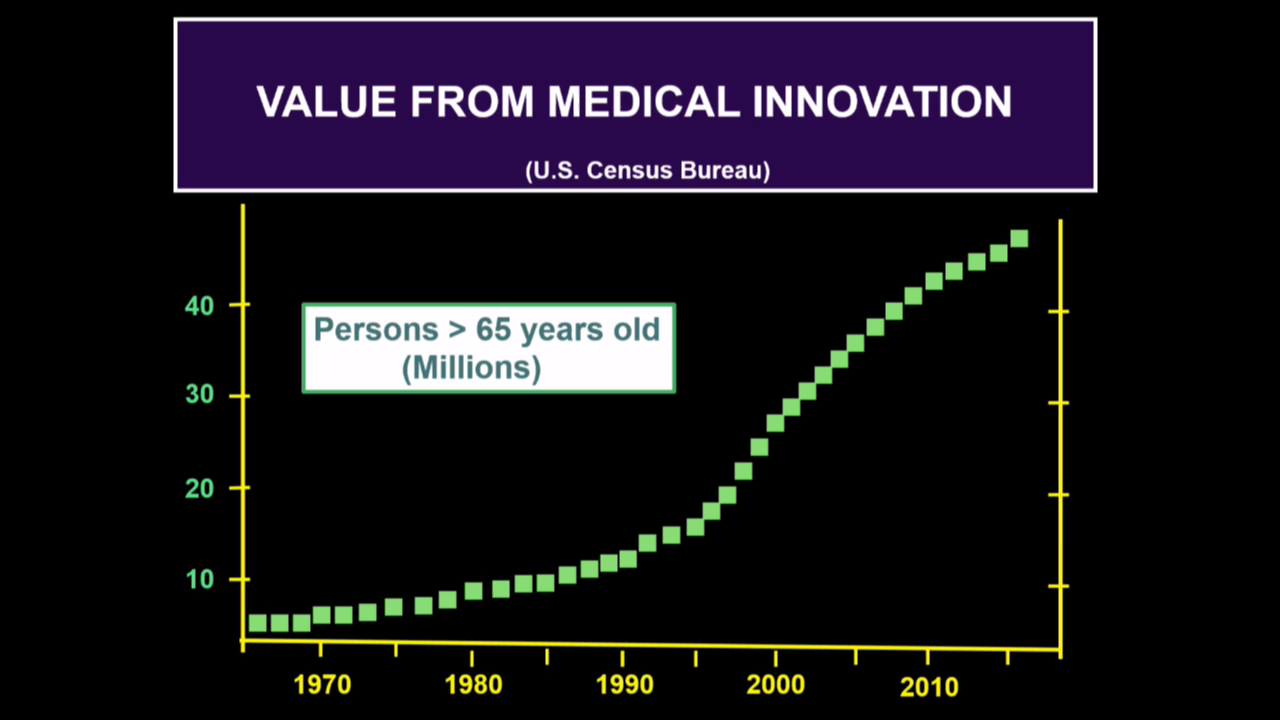 VALUE FROM MEDICAL INNOVATION
(U.S. Census Bureau)
Persons > 65 years old
(Millions)
40
30
20
10
1970 1980 1990 2000 2010